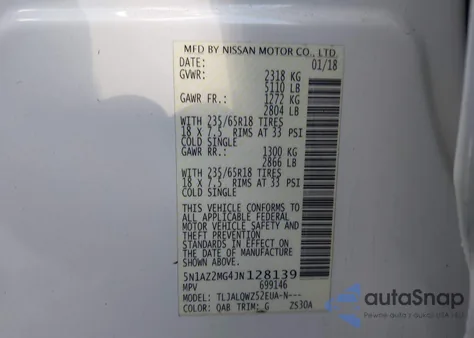 MFD BY NISSAN MOTOR CO., LTD.
DATE: 01/18
GVWR: 2318 KG
5110 LB
GAWR FR.: 1272 KG
2804 LB
WITH 235/65R18 TIRES
18 X 7.5 RIMS AT 33 PSI
COLD SINGLE
GAWR RR.: 1300 KG
2866 LB
WITH 235/65R18 TIRES
18 X 7.5 RIMS AT 33 PSI
COLD SINGLE
THIS VEHICLE CONFORMS TO
ALL APPLICABLE FEDERAL
MOTOR VEHICLE SAFETY AND
THEFT PREVENTION
STANDARDS IN EFFECT ON
THE DATE OF MANUFACTURE
SHOWN ABOVE.
5N1AZ2MG4JN128139
MPV 699146
MODEL: TLJALQWZ52EUA-N---
COLOR: QAB TRIM: G ZS30A
autoSnap